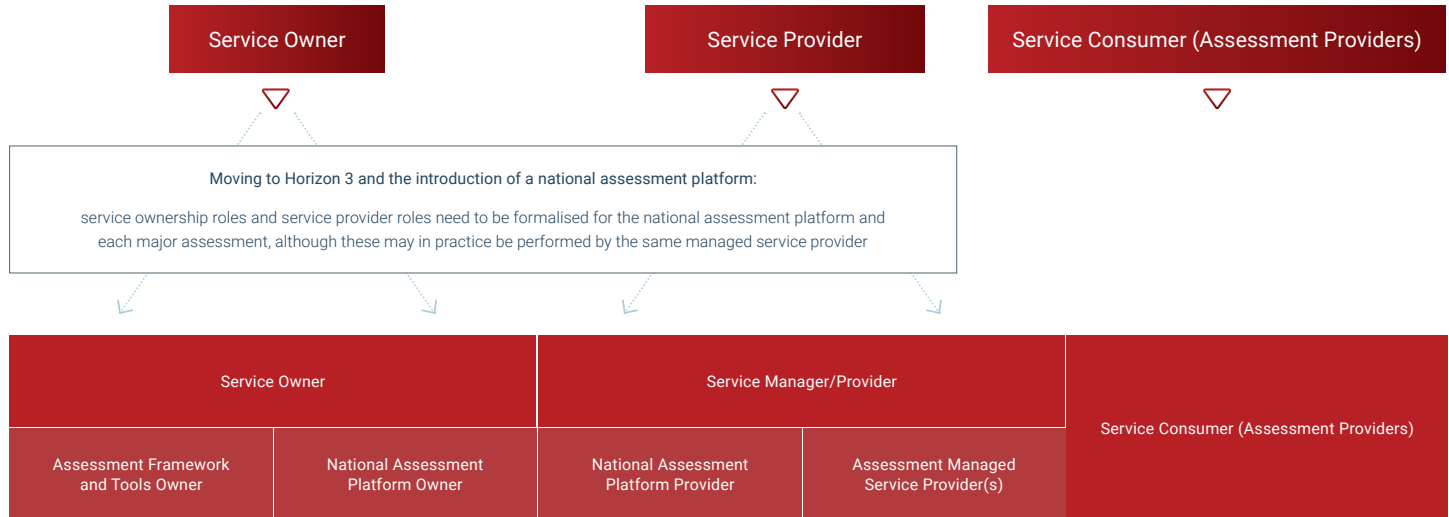 Service Owner
Service Provider
Service Consumer (Assessment Providers)
Moving to Horizon 3 and the introduction of a national assessment platform:
service ownership roles and service provider roles need to be formalised for the national assessment platform and
each major assessment, although these may in practice be performed by the same managed service provider
Service Owner
Service Manager/Provider
Service Consumer (Assessment Providers)
Assessment Framework
and Tools Owner
National Assessment
Platform Owner
National Assessment
Platform Provider
Assessment Managed
Service Provider(s)